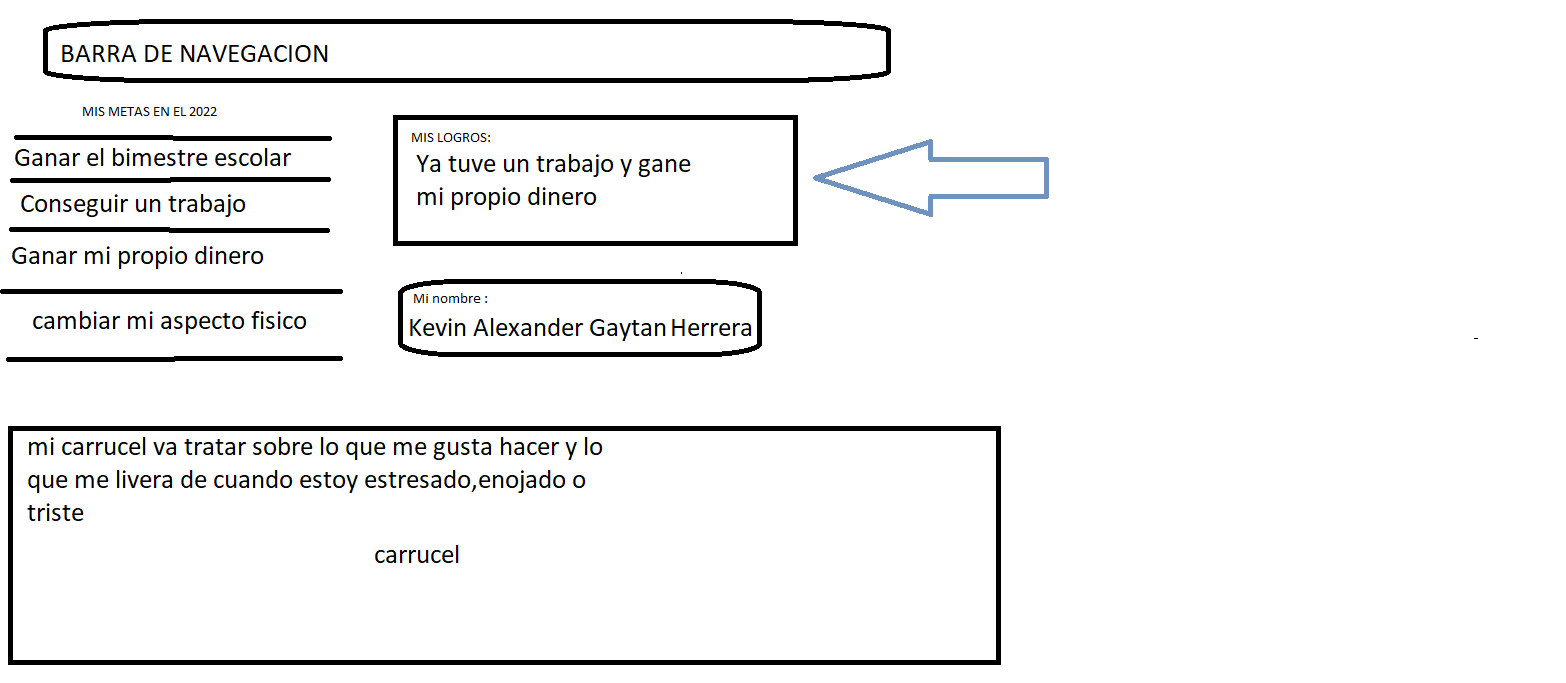 BARRA DE NAVEGACION
MIS METAS EN EL 2022
Ganar el bimestre escolar
Conseguir un trabajo
Ganar mi propio dinero
cambiar mi aspecto fisico
MIS LOGROS:
Ya tuve un trabajo y gane
mi propio dinero
Mi nombre :
Kevin Alexander Gaytan Herrera
mi carrucel va tratar sobre lo que me gusta hacer y lo
que me livera de cuando estoy estresado,enojado o
triste
carrucel